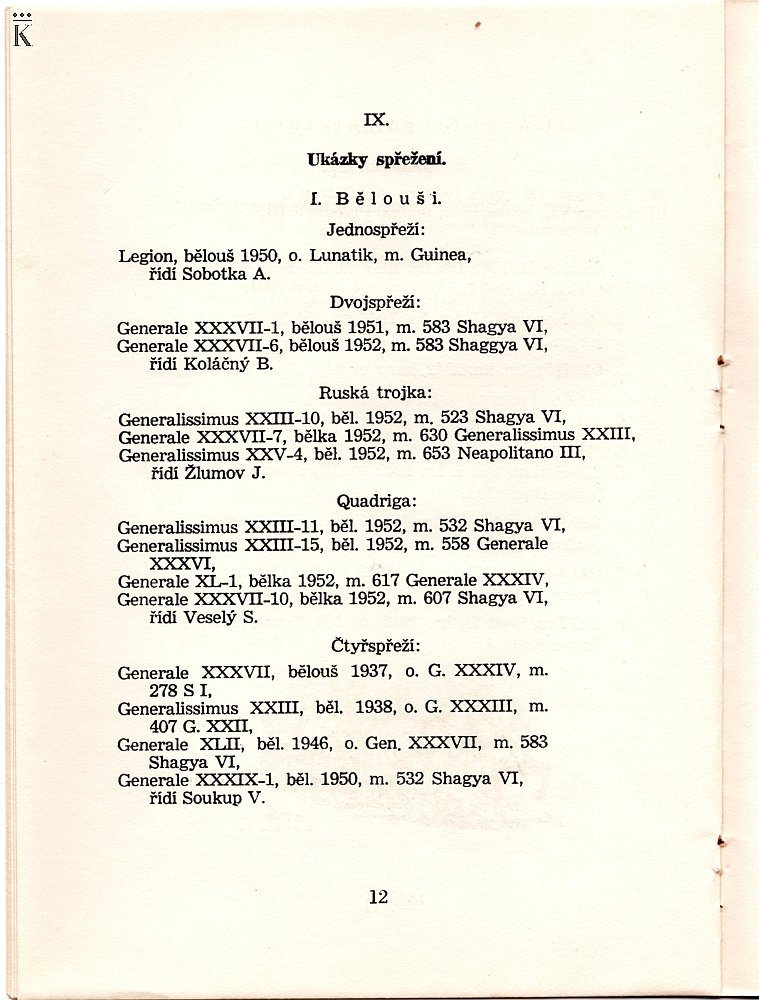 K
IX.
Ukázky spřežení.
I. Bělouši.
Jednospřeží:
Legion, bělouš 1950, o. Lunatik, m. Guinea,
řídí Sobotka A.
Dvojspřeží:
Generale XXXVII-1, bělouš 1951, m. 583 Shagya VI,
Generale XXXVII-6, bělouš 1952, m. 583 Shaggya VI,
řídí Koláčný B.
Ruská trojka:
Generalissimus XXIII-10, běl. 1952, m. 523 Shagya VI,
Generale XXXVII-7, bělka 1952, m. 630 Generalissimus XXIII,
Generalissimus XXV-4, běl. 1952, m. 653 Neapolitano III,
řídí Žlumov J.
Quadriga:
Generalissimus XXIII-11, běl. 1952, m. 532 Shagya VI,
Generalissimus XXIII-15, běl. 1952, m. 558 Generale
XXXVI,
Generale XL-1, bělka 1952, m. 617 Generale XXXIV,
Generale XXXVII-10, bělka 1952, m. 607 Shagya VI,
řídí Veselý S.
Čtyřspřeží:
Generale XXXVII, bělouš 1937, o. G. XXXIV, m.
278 S I,
Generalissimus XXIII, běl. 1938, o. G. XXXIII, m.
407 G. XXII,
Generale XLII, běl. 1946, o. Gen. XXXVII, m. 583
Shagya VI,
Generale XXXIX-1, běl. 1950, m. 532 Shagya VI,
řídí Soukup V.
12